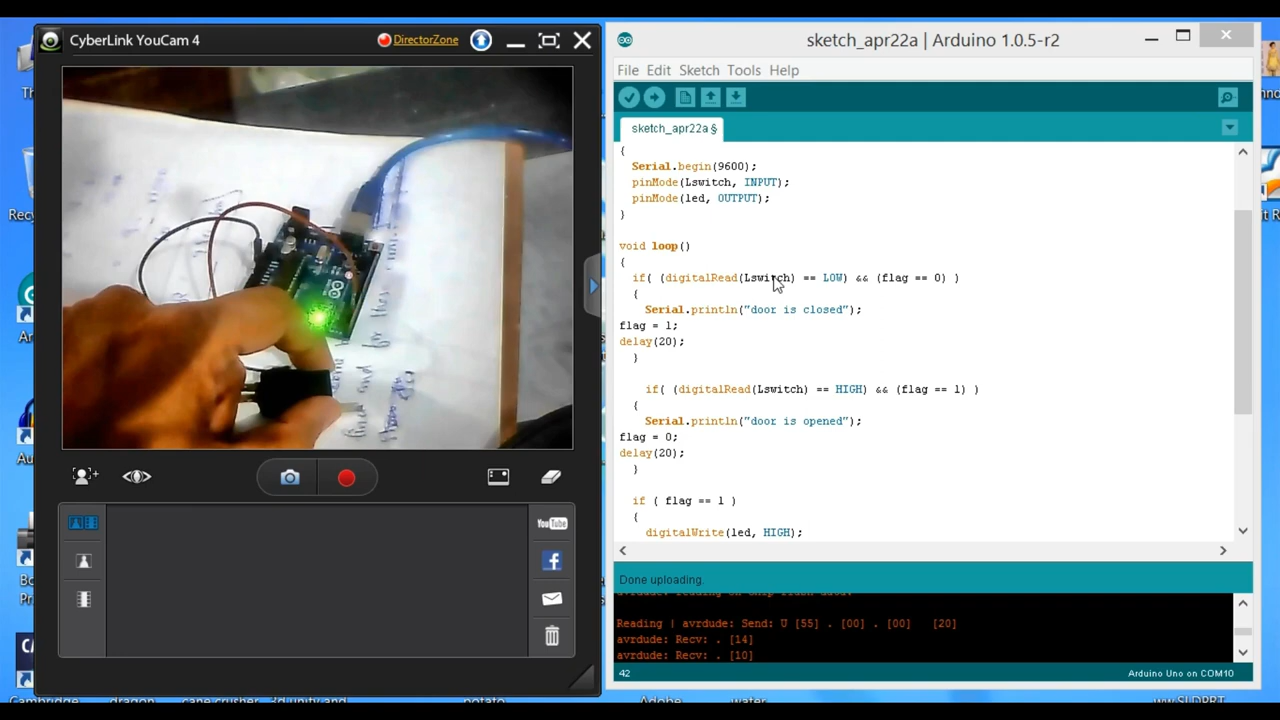 CyberLink YouCam 4
DirectorZone
YouTube
sketch_apr22a | Arduino 1.0.5-r2
File Edit Sketch Tools Help
sketch_apr22a §
{
Serial.begin(9600);
pinMode(Lswitch, INPUT);
pinMode(led, OUTPUT);
}
void loop()
{
if( (digitalRead(Lswitch) == LOW) && (flag == 0) )
{
Serial.println("door is closed");
flag = 1;
delay(20);
}
if( (digitalRead(Lswitch) == HIGH) && (flag == 1) )
{
Serial.println("door is opened");
flag = 0;
delay(20);
}
if ( flag == 1 )
{
digitalWrite(led, HIGH);
Done uploading.
Reading | avrdude: Send: U [55] . [00] . [00]   [20]
avrdude: Recv: . [14]
avrdude: Recv: . [10]
42
Arduino Uno on COM10